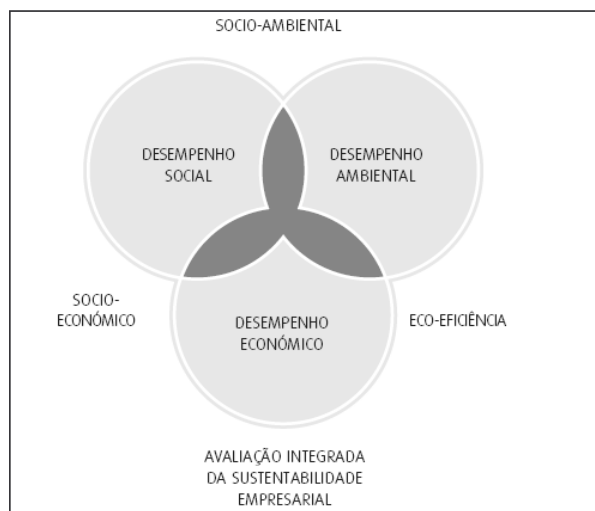 SOCIO-AMBIENTAL
DESEMPENHO
SOCIAL
DESEMPENHO
AMBIENTAL
SOCIO-
ECONÓMICO
DESEMPENHO
ECONÓMICO
ECO-EFICIÊNCIA
AVALIAÇÃO INTEGRADA
DA SUSTENTABILIDADE
EMPRESARIAL